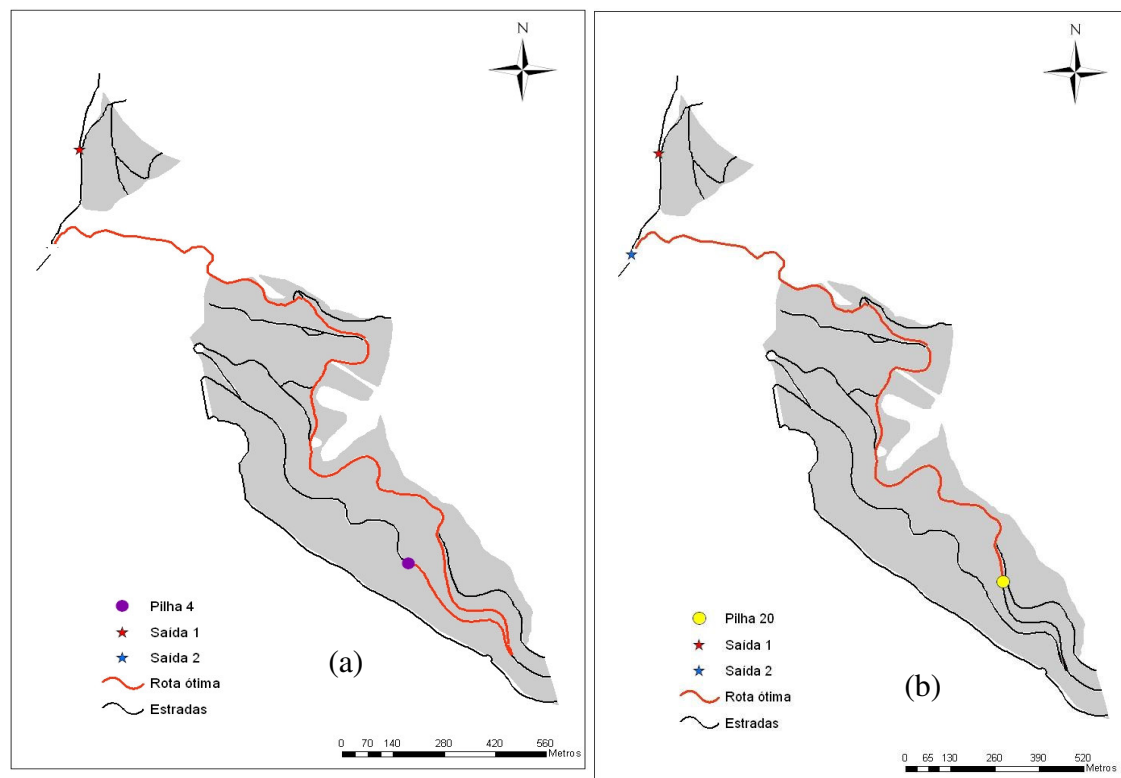 N
Pilha 4
Saída 1
Saída 2
Rota ótima
Estradas
(a)
0 70 140 280 420 560
Metros
N
Pilha 20
Saída 1
Saída 2
Rota ótima
Estradas
(b)
0 65 130 260 390 520
Metros